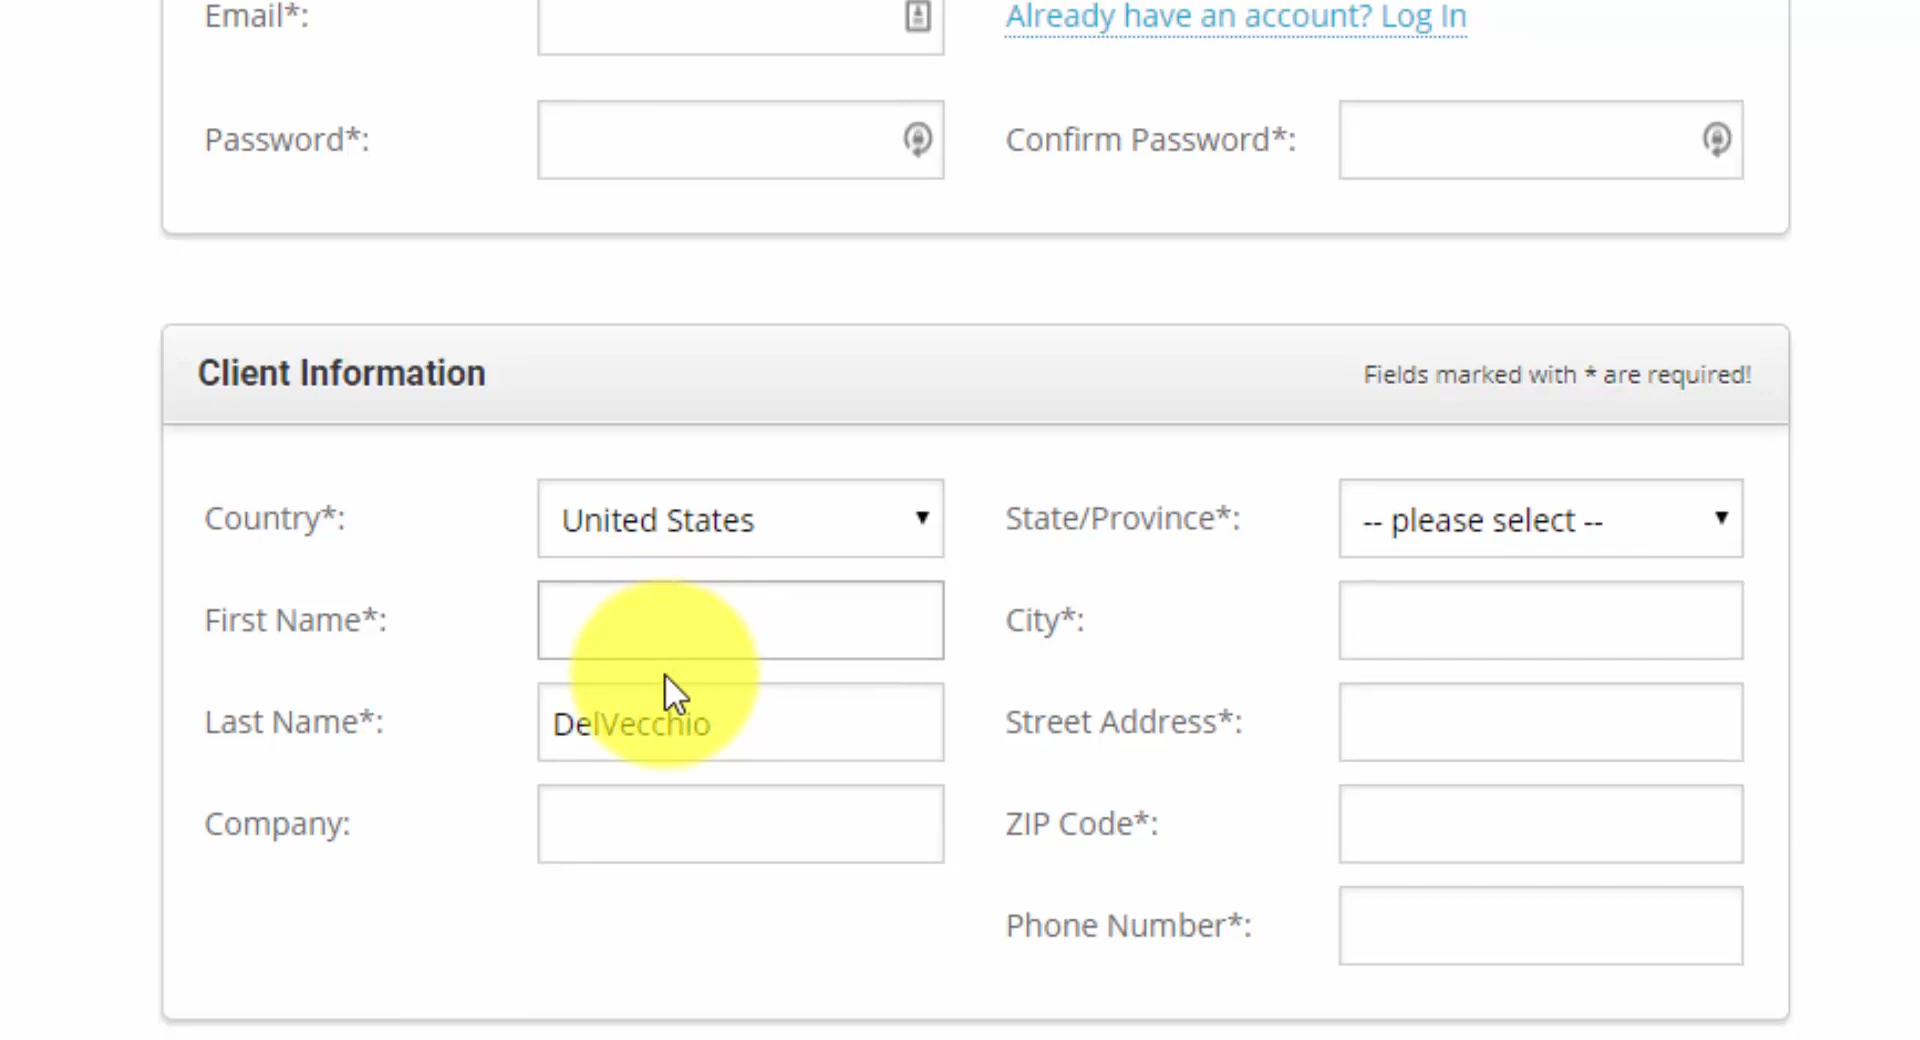 Email*:
Already have an account? Log In
Password*:
Confirm Password*:
Client Information
Fields marked with * are required!
Country*:
United States
State/Province*:
-- please select --
First Name*:
City*:
Last Name*:
DelVecchio
Street Address*:
Company:
ZIP Code*:
Phone Number*: